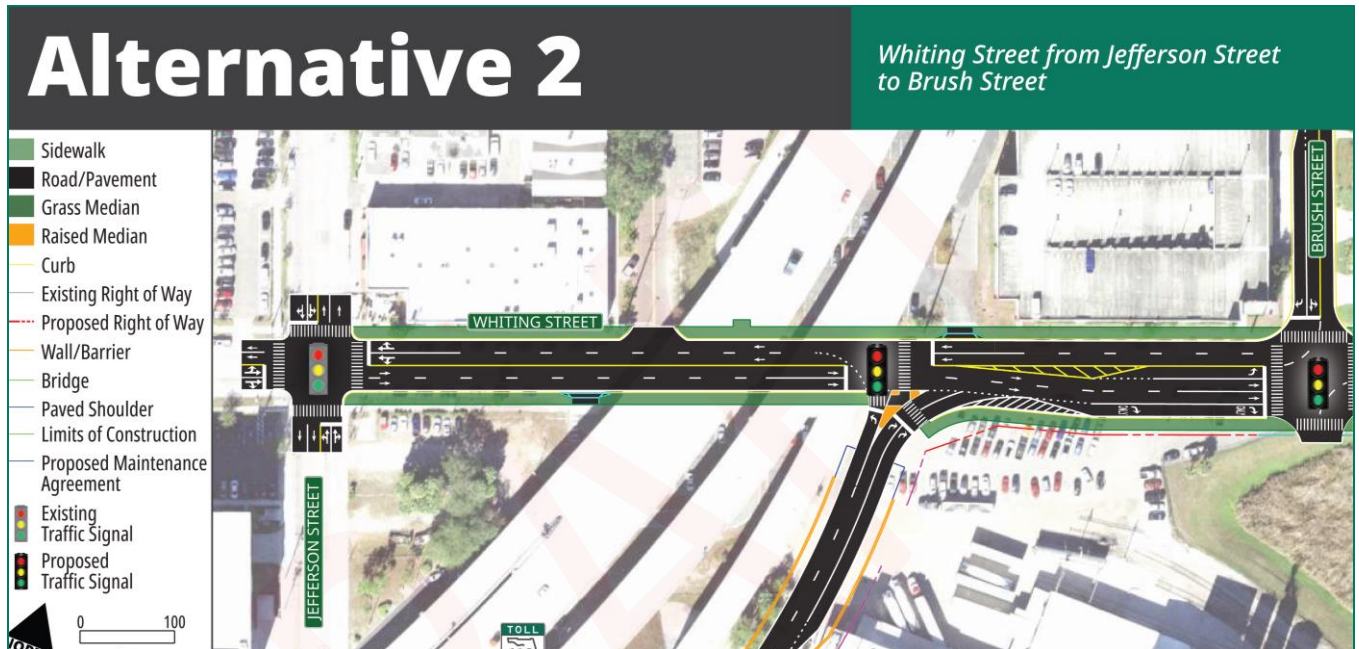 Alternative 2
Whiting Street from Jefferson Street
to Brush Street
Sidewalk
Road/Pavement
Grass Median
Raised Median
Curb
Existing Right of Way
Proposed Right of Way
Wall/Barrier
Bridge
Paved Shoulder
Limits of Construction
Proposed Maintenance
Agreement
Existing
Traffic Signal
Proposed
Traffic Signal
0 100
WHITING STREET
BRUSH STREET
JEFFERSON STREET
TOLL